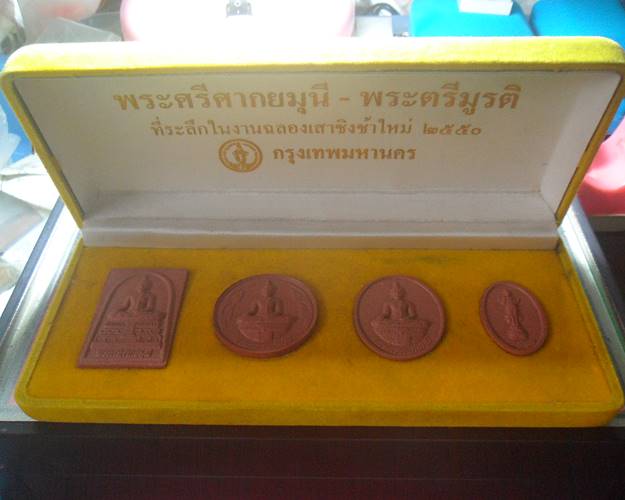 พระศรีศากยมุนี - พระตรีมูรติ
ที่ระลึกในงานฉลองเสาชิงช้าใหม่ ๒๕๕๐
กรุงเทพมหานคร